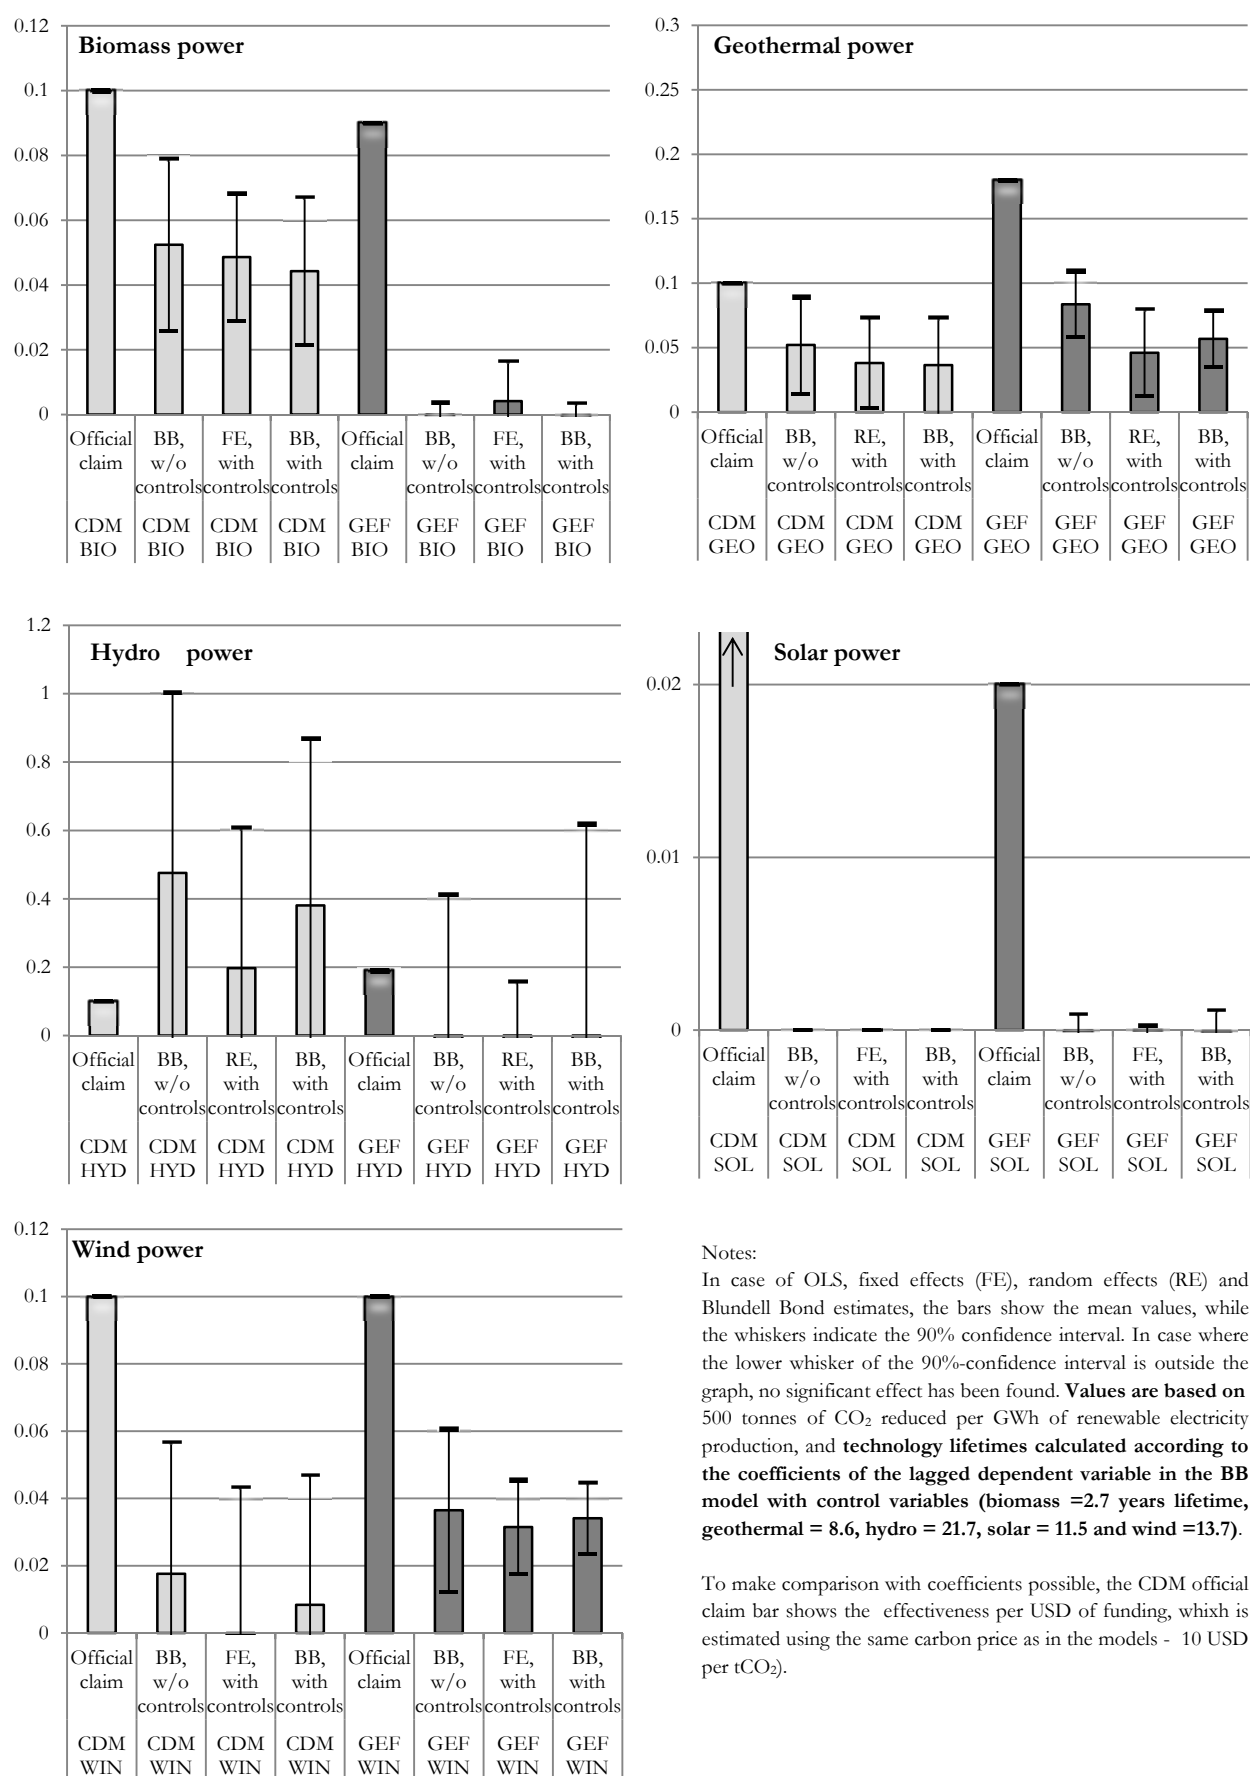 Biomass power
0.12
0.1
0.08
0.06
0.04
0.02
0
Official claim
BB, w/o controls
FE, with controls
BB, with controls
Official claim
BB, w/o controls
FE, with controls
BB, with controls
CDM BIO
CDM BIO
CDM BIO
CDM BIO
GEF BIO
GEF BIO
GEF BIO
GEF BIO
Geothermal power
0.3
0.25
0.2
0.15
0.1
0.05
0
Official claim
BB, w/o controls
RE, with controls
BB, with controls
Official claim
BB, w/o controls
RE, with controls
BB, with controls
CDM GEO
CDM GEO
CDM GEO
CDM GEO
GEF GEO
GEF GEO
GEF GEO
GEF GEO
Hydro power
1.2
1
0.8
0.6
0.4
0.2
0
Official claim
BB, w/o controls
RE, with controls
BB, with controls
Official claim
BB, w/o controls
RE, with controls
BB, with controls
CDM HYD
CDM HYD
CDM HYD
CDM HYD
GEF HYD
GEF HYD
GEF HYD
GEF HYD
Solar power
0.02
0.01
0
Official claim
BB, w/o controls
FE, with controls
BB, with controls
Official claim
BB, w/o controls
FE, with controls
BB, with controls
CDM SOL
CDM SOL
CDM SOL
CDM SOL
GEF SOL
GEF SOL
GEF SOL
GEF SOL
Wind power
0.12
0.1
0.06
0.04
0.02
0
Official claim
BB, w/o controls
FE, with controls
BB, with controls
Official claim
BB, w/o controls
FE, with controls
BB, with controls
CDM WIN
CDM WIN
CDM WIN
CDM WIN
GEF WIN
GEF WIN
GEF WIN
GEF WIN
Notes:
In case of OLS, fixed effects (FE), random effects (RE) and
Blundell Bond estimates, the bars show the mean values, while
the whiskers indicate the 90% confidence interval. In case where
the lower whisker of the 90%-confidence interval is outside the
graph, no significant effect has been found. Values are based on
500 tonnes of CO₂ reduced per GWh of renewable electricity
production, and technology lifetimes calculated according to
the coefficients of the lagged dependent variable in the BB
model with control variables (biomass =2.7 years lifetime,
geothermal = 8.6, hydro = 21.7, solar = 11.5 and wind =13.7).
To make comparison with coefficients possible, the CDM official
claim bar shows the effectiveness per USD of funding, whixh is
estimated using the same carbon price as in the models - 10 USD
per tCO₂).